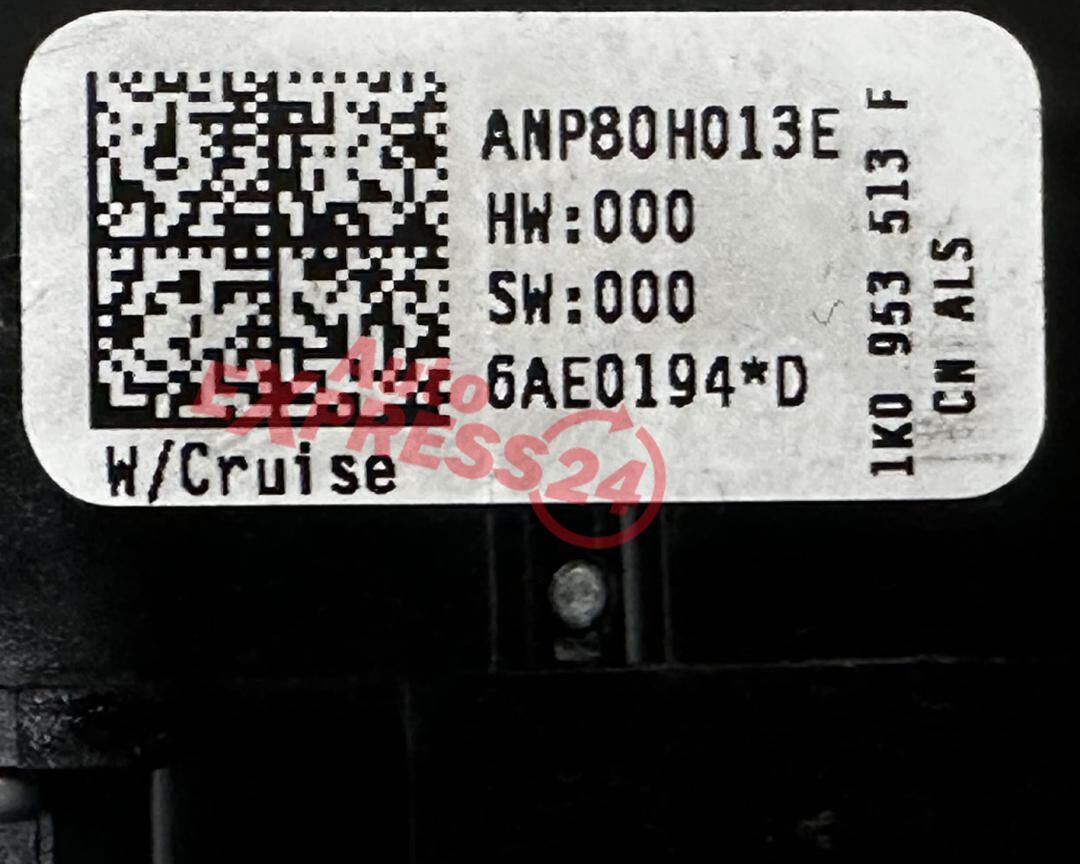 ANP80H013E
HW:000
SW:000
6AE0194*D
W/Cruise
1K0 953 513 F
CN ALS
Auto
EXPRESS24